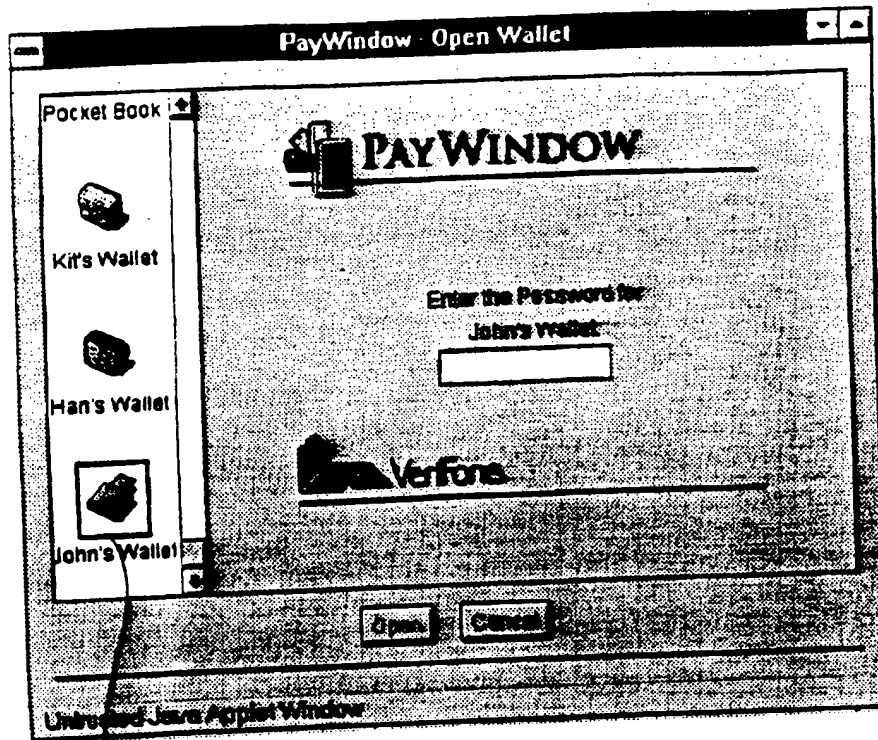 PayWindow - Open Wallet
Pocket Book
Kit's Wallet
Han's Wallet
John's Wallet
PAYWINDOW
Enter the Password for
John's Wallet:
VeriFone
Open
Cancel
Untrusted Java Applet Window